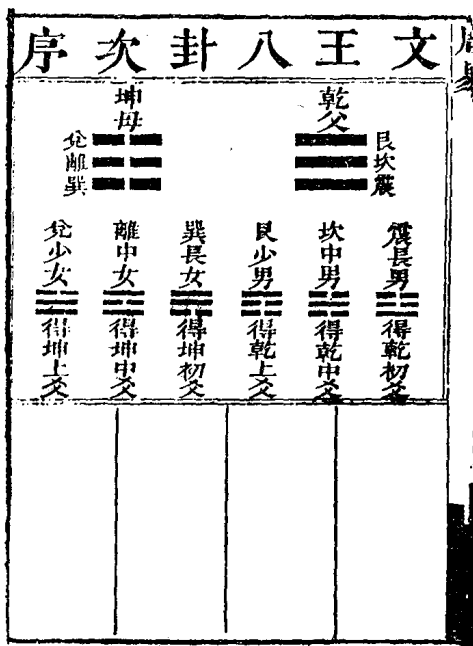 文王八卦次序
乾父
艮坎震
坤母
兌離巽
震長男
得乾初爻
坎中男
得乾中爻
艮少男
得乾上爻
巽長女
得坤初爻
離中女
得坤中爻
兌少女
得坤上爻